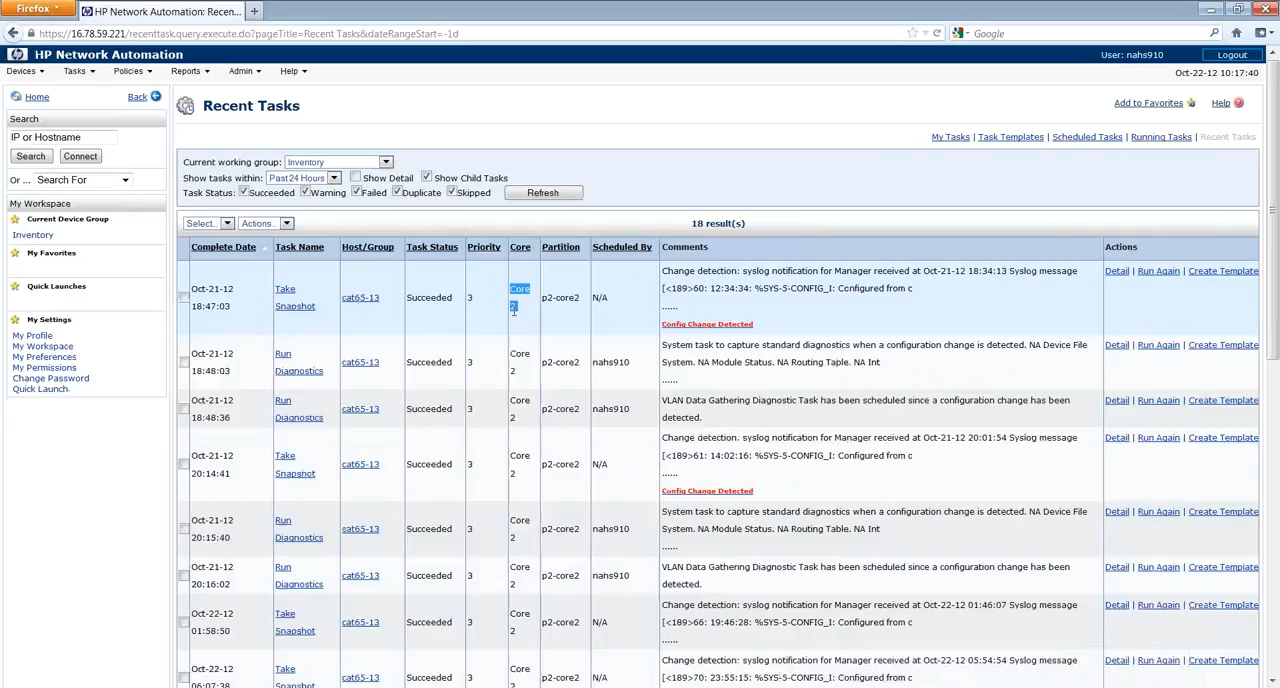 Firefox
HP Network Automation: Recen...
https://16.78.59.221/recenttask.query.execute.do?pageTitle=Recent Tasks&dateRangeStart=-1d
Google
HP Network Automation
User: nahs910
Logout
Devices Tasks Policies Reports Admin Help
Oct-22-12 10:17:40
Home Back
Search
IP or Hostname
Search Connect
Or ... Search For
My Workspace
Current Device Group
Inventory
My Favorites
Quick Launches
My Settings
My Profile
My Workspace
My Preferences
My Permissions
Change Password
Quick Launch
Recent Tasks
Add to Favorites Help
My Tasks | Task Templates | Scheduled Tasks | Running Tasks | Recent Tasks
Current working group: Inventory
Show tasks within: Past 24 Hours Show Detail Show Child Tasks
Task Status: Succeeded Warning Failed Duplicate Skipped Refresh
Select.. Actions.. 18 result(s)
Complete Date Task Name Host/Group Task Status Priority Core Partition Scheduled By Comments Actions
Oct-21-12 18:47:03 Take Snapshot cat65-13 Succeeded 3 Core 2 p2-core2 N/A
Change detection: syslog notification for Manager received at Oct-21-12 18:34:13 Syslog message
[<189>60: 12:34:34: %SYS-5-CONFIG_I: Configured from c
......
Config Change Detected
Detail | Run Again | Create Template
Oct-21-12 18:48:03 Run Diagnostics cat65-13 Succeeded 3 Core 2 p2-core2 nahs910
System task to capture standard diagnostics when a configuration change is detected. NA Device File
System. NA Module Status. NA Routing Table. NA Int
......
Detail | Run Again | Create Template
Oct-21-12 18:48:36 Run Diagnostics cat65-13 Succeeded 3 Core 2 p2-core2 nahs910
VLAN Data Gathering Diagnostic Task has been scheduled since a configuration change has been
detected.
Detail | Run Again | Create Template
Oct-21-12 20:14:41 Take Snapshot cat65-13 Succeeded 3 Core 2 p2-core2 N/A
Change detection: syslog notification for Manager received at Oct-21-12 20:01:54 Syslog message
[<189>61: 14:02:16: %SYS-5-CONFIG_I: Configured from c
......
Config Change Detected
Detail | Run Again | Create Template
Oct-21-12 20:15:40 Run Diagnostics cat65-13 Succeeded 3 Core 2 p2-core2 nahs910
System task to capture standard diagnostics when a configuration change is detected. NA Device File
System. NA Module Status. NA Routing Table. NA Int
......
Detail | Run Again | Create Template
Oct-21-12 20:16:02 Run Diagnostics cat65-13 Succeeded 3 Core 2 p2-core2 nahs910
VLAN Data Gathering Diagnostic Task has been scheduled since a configuration change has been
detected.
Detail | Run Again | Create Template
Oct-22-12 01:58:50 Take Snapshot cat65-13 Succeeded 3 Core 2 p2-core2 N/A
Change detection: syslog notification for Manager received at Oct-22-12 01:46:07 Syslog message
[<189>66: 19:46:28: %SYS-5-CONFIG_I: Configured from c
......
Detail | Run Again | Create Template
Oct-22-12 06:07:38 Take Snapshot cat65-13 Succeeded 3 Core 2 p2-core2 N/A
Change detection: syslog notification for Manager received at Oct-22-12 05:54:54 Syslog message
[<189>70: 23:55:15: %SYS-5-CONFIG_I: Configured from c
Detail | Run Again | Create Template